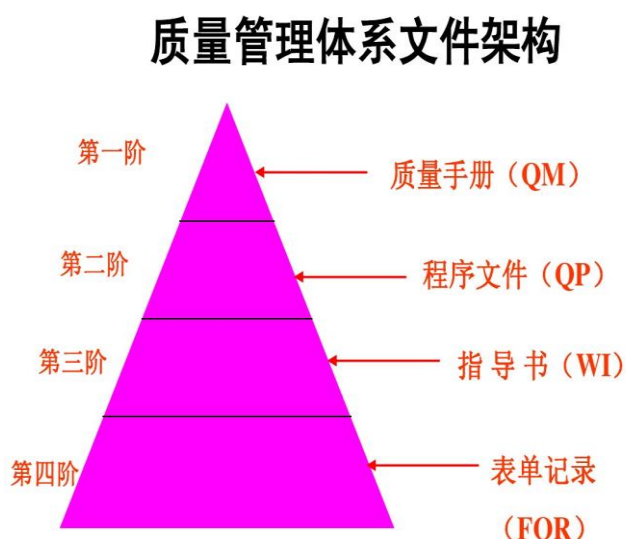 质量管理体系文件架构
第一阶
质量手册（QM）
第二阶
程序文件（QP）
第三阶
指 导 书（WI）
第四阶
表单记录
（FOR）